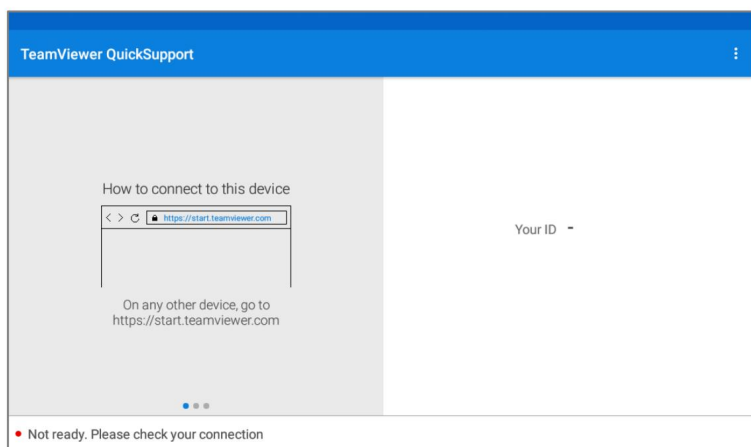 TeamViewer QuickSupport
How to connect to this device
https://start.teamviewer.com
On any other device, go to
https://start.teamviewer.com
Your ID -
Not ready. Please check your connection